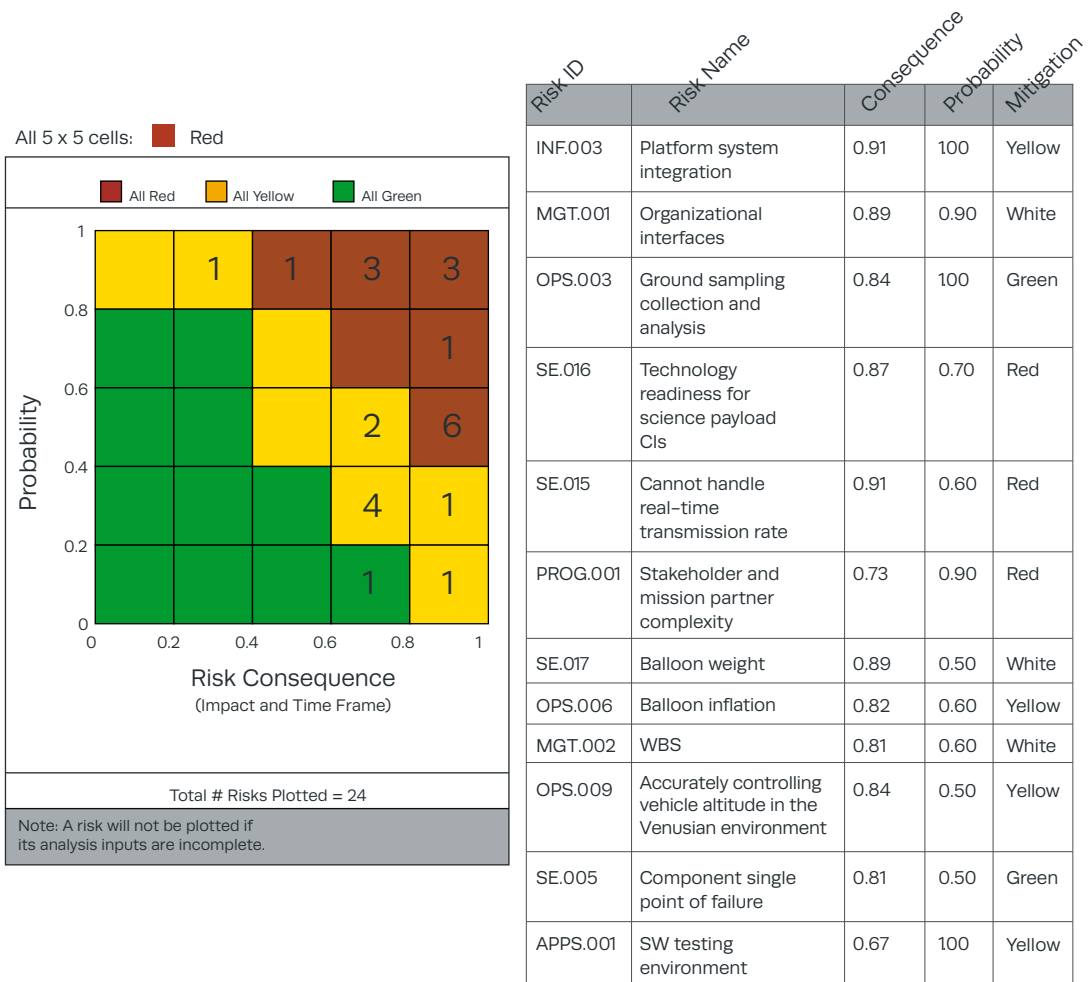 All 5 x 5 cells: Red
All Red All Yellow All Green
1
0.8
0.6
0.4
0.2
0
1 1 3 3
1
2 6
4 1
1 1
Probability
0 0.2 0.4 0.6 0.8 1
Risk Consequence
(Impact and Time Frame)
Total # Risks Plotted = 24
Note: A risk will not be plotted if
its analysis inputs are incomplete.
Risk ID Risk Name Consequence Probability Mitigation
INF.003 Platform system 0.91 1.00 Yellow
integration
MGT.001 Organizational 0.89 0.90 White
interfaces
OPS.003 Ground sampling 0.84 1.00 Green
collection and
analysis
SE.016 Technology 0.87 0.70 Red
readiness for
science payload
CIs
SE.015 Cannot handle 0.91 0.60 Red
real-time
transmission rate
PROG.001 Stakeholder and 0.73 0.90 Red
mission partner
complexity
SE.017 Balloon weight 0.89 0.50 White
OPS.006 Balloon inflation 0.82 0.60 Yellow
MGT.002 WBS 0.81 0.60 White
OPS.009 Accurately controlling 0.84 0.50 Yellow
vehicle altitude in the
Venusian environment
SE.005 Component single 0.81 0.50 Green
point of failure
APPS.001 SW testing 0.67 1.00 Yellow
environment